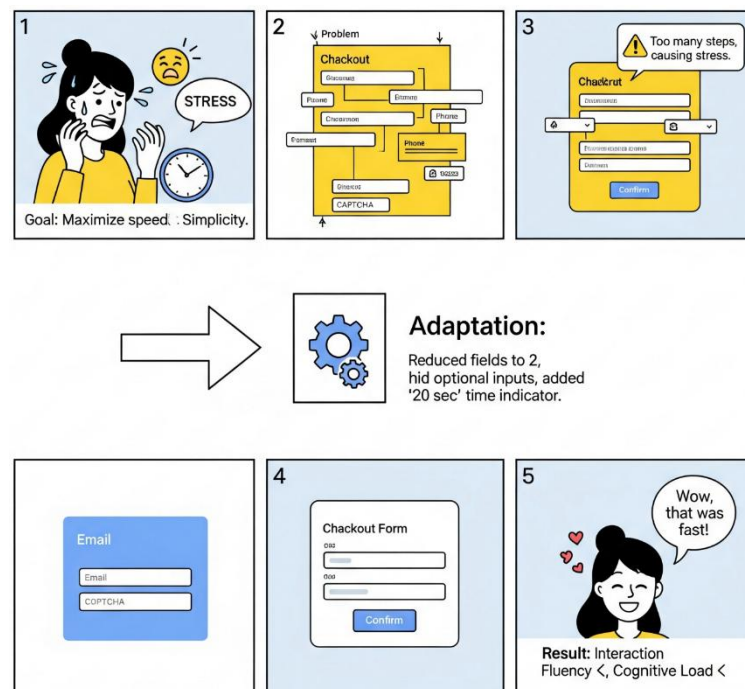 1
STRESS
Goal: Maximize speed. : Simplicity.
2
Problem
Chackout
Phone
Phone
CAPTCHA
3
Too many steps,
causing stress.
Confirm
Adaptation:
Reduced fields to 2,
hid optional inputs, added
'20 sec' time indicator.
Email
Email
COPTCHA
4
Chackout Form
Confirm
5
Wow,
that was
fast!
Result: Interaction
Fluency <, Cognitive Load <